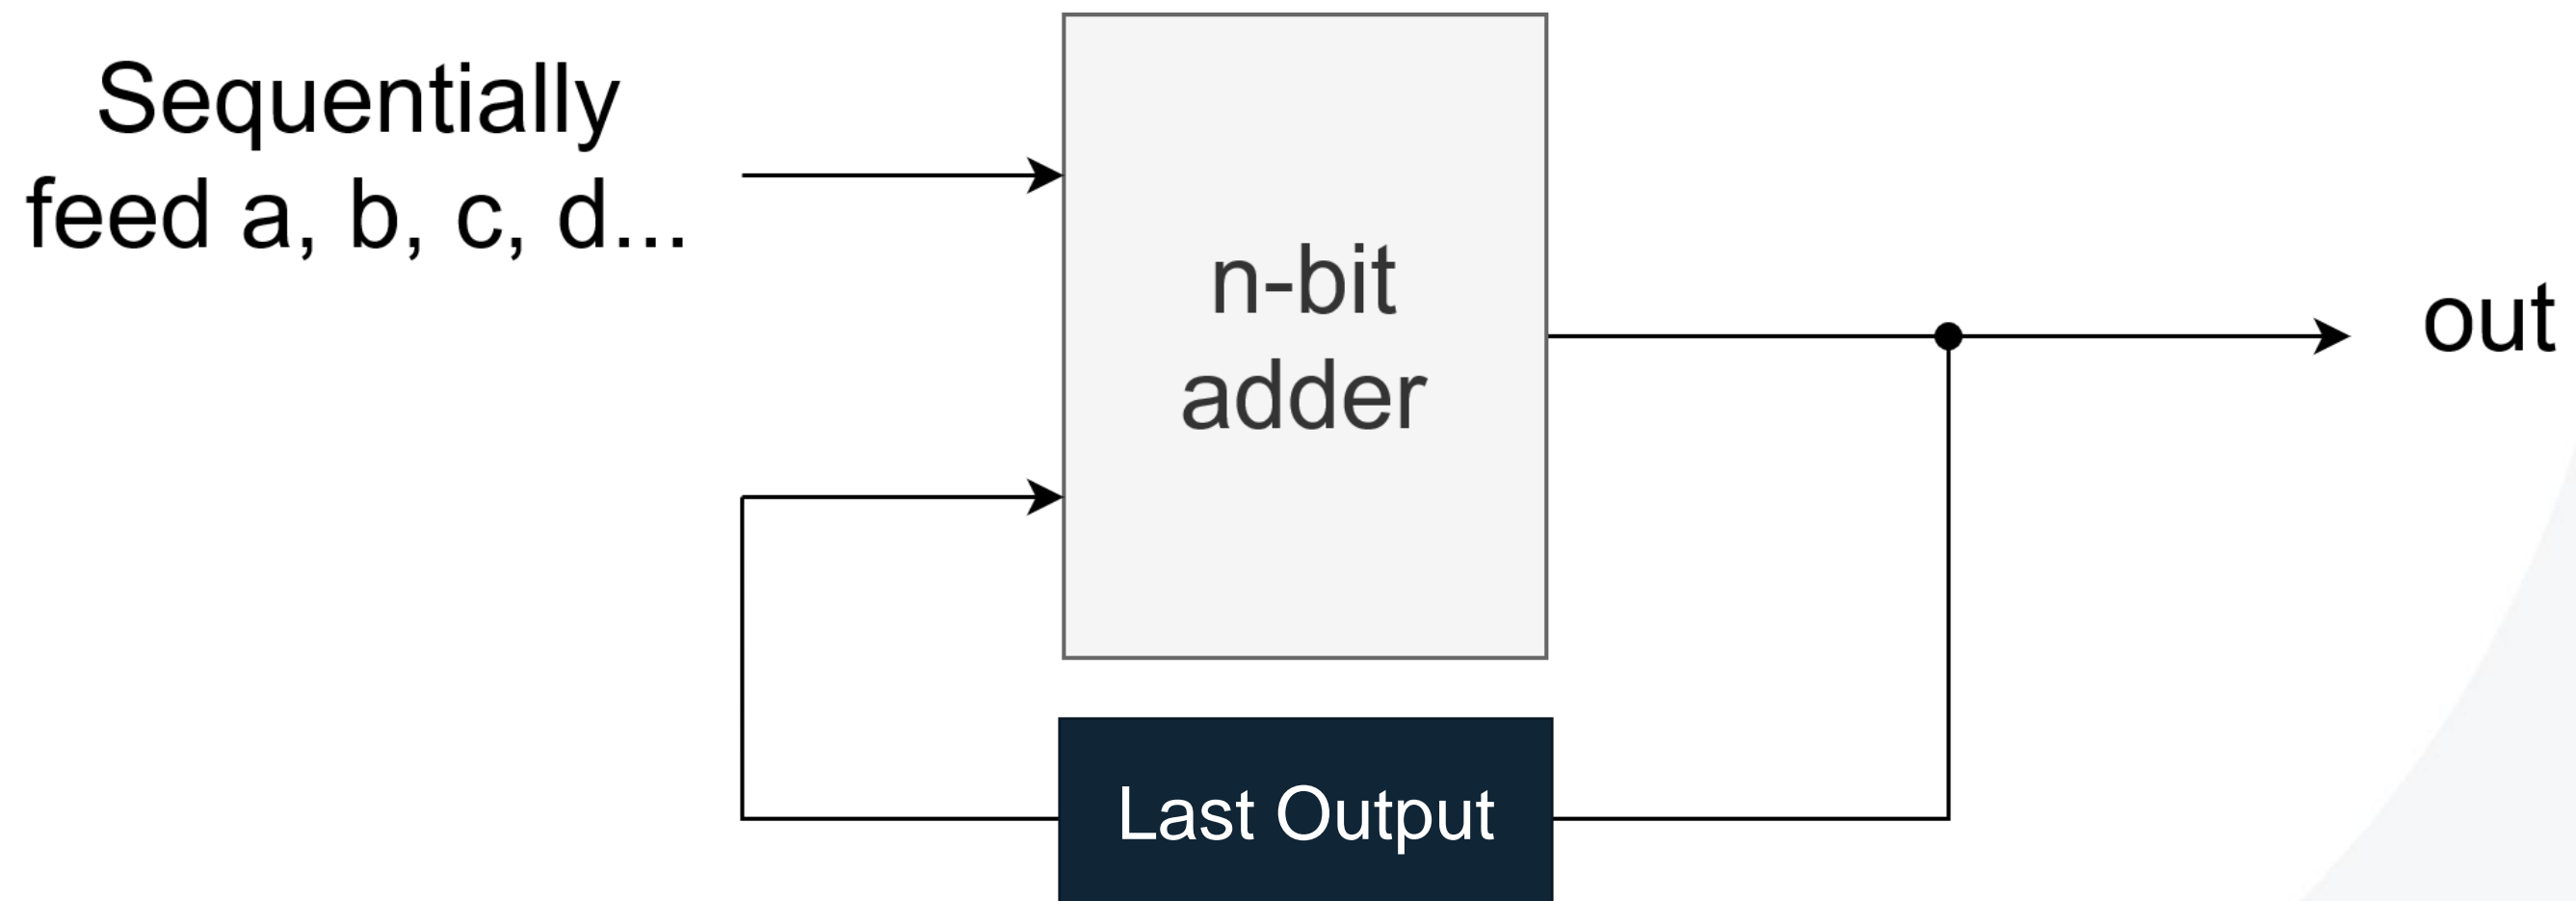 Sequentially
feed a, b, c, d...
n-bit
adder
out
Last Output